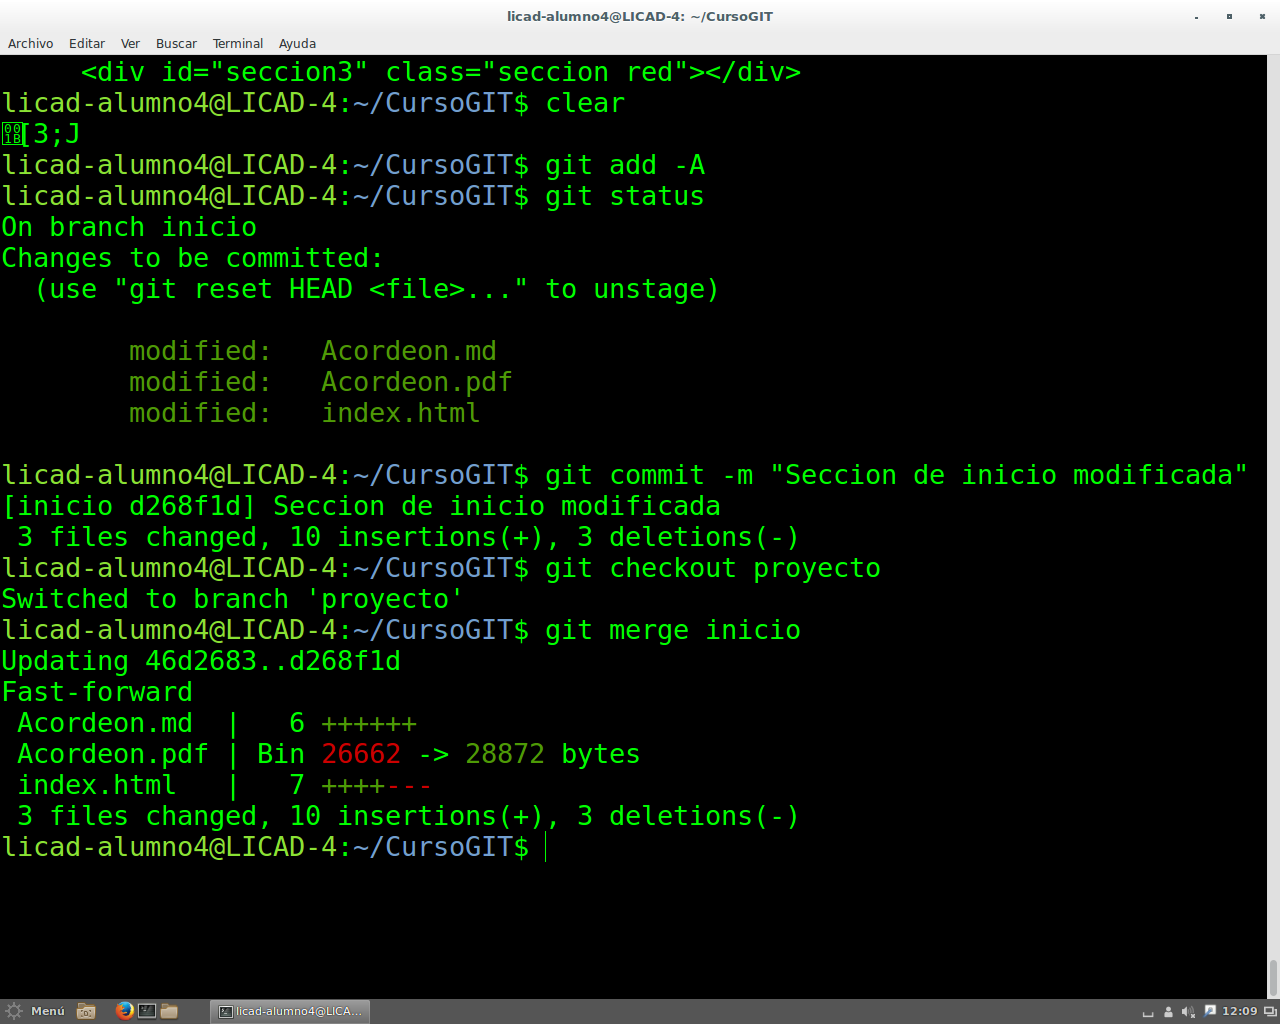 licad-alumno4@LICAD-4: ~/CursoGIT
Archivo Editar Ver Buscar Terminal Ayuda
<div id="seccion3" class="seccion red"></div>
licad-alumno4@LICAD-4:~/CursoGIT$ clear
001B[3;J
licad-alumno4@LICAD-4:~/CursoGIT$ git add -A
licad-alumno4@LICAD-4:~/CursoGIT$ git status
On branch inicio
Changes to be committed:
(use "git reset HEAD <file>..." to unstage)
modified: Acordeon.md
modified: Acordeon.pdf
modified: index.html
licad-alumno4@LICAD-4:~/CursoGIT$ git commit -m "Seccion de inicio modificada"
[inicio d268f1d] Seccion de inicio modificada
3 files changed, 10 insertions(+), 3 deletions(-)
licad-alumno4@LICAD-4:~/CursoGIT$ git checkout proyecto
Switched to branch 'proyecto'
licad-alumno4@LICAD-4:~/CursoGIT$ git merge inicio
Updating 46d2683..d268f1d
Fast-forward
Acordeon.md | 6 ++++++
Acordeon.pdf | Bin 26662 -> 28872 bytes
index.html | 7 ++++---
3 files changed, 10 insertions(+), 3 deletions(-)
licad-alumno4@LICAD-4:~/CursoGIT$
Menú licad-alumno4@LICA... 12:09